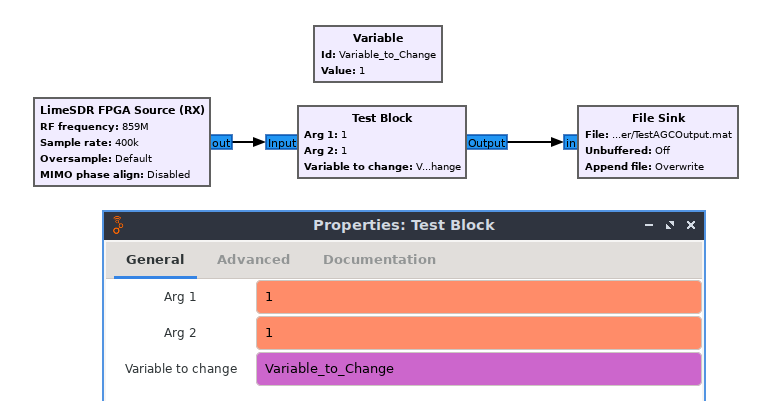 Variable
Id: Variable_to_Change
Value: 1
LimeSDR FPGA Source (RX)
RF frequency: 859M
Sample rate: 400k
Oversample: Default
MIMO phase align: Disabled
out
Input
Test Block
Arg 1: 1
Arg 2: 1
Variable to change: V...hange
Output
in
File Sink
File: ...er/TestAGCOutput.mat
Unbuffered: Off
Append file: Overwrite
Properties: Test Block
General Advanced Documentation
Arg 1 1
Arg 2 1
Variable to change Variable_to_Change